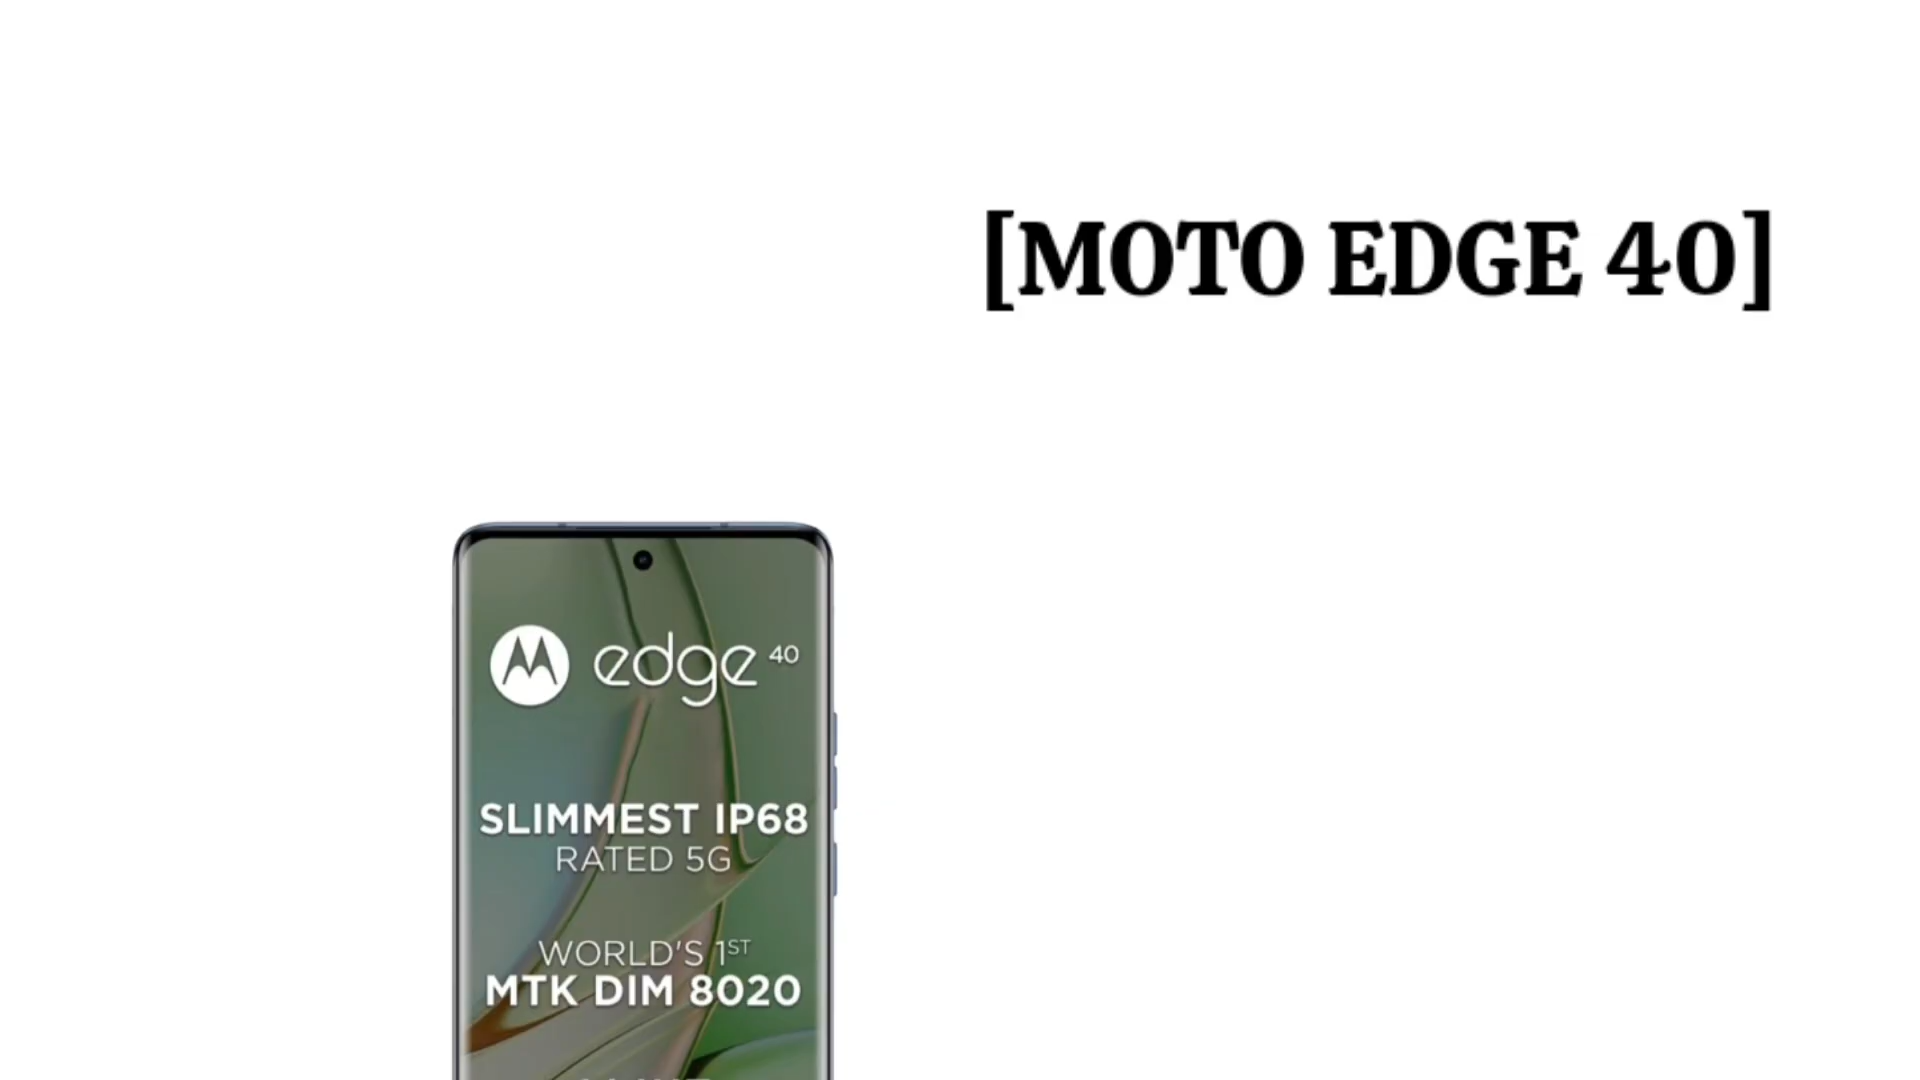 [MOTO EDGE 40]
edge 40
SLIMMEST IP68
RATED 5G
WORLD'S 1ST
MTK DIM 8020